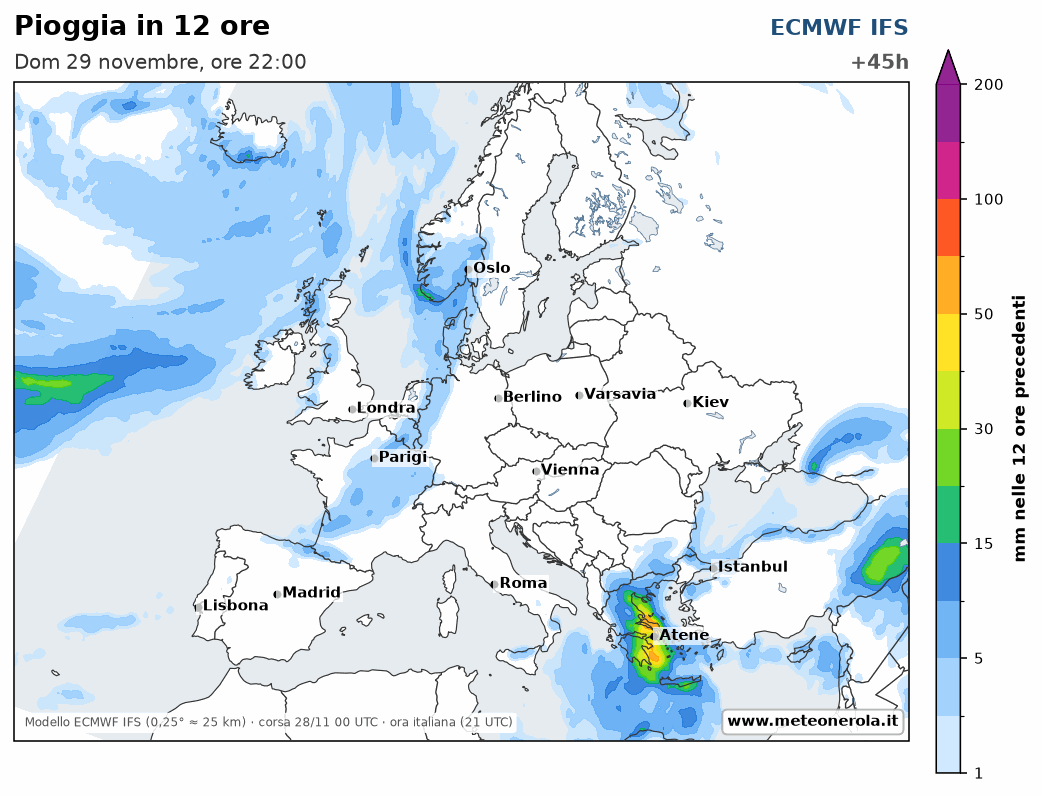 Pioggia in 12 ore
ECMWF IFS
Dom 29 novembre, ore 22:00
+45h
200
100
50
30
15
5
1
mm nelle 12 ore precedenti
Oslo
Londra
Berlino
Varsavia
Kiev
Parigi
Vienna
Istanbul
Roma
Madrid
Lisbona
Atene
Modello ECMWF IFS (0,25° ≈ 25 km) · corsa 28/11 00 UTC · ora italiana (21 UTC)
www.meteonerola.it